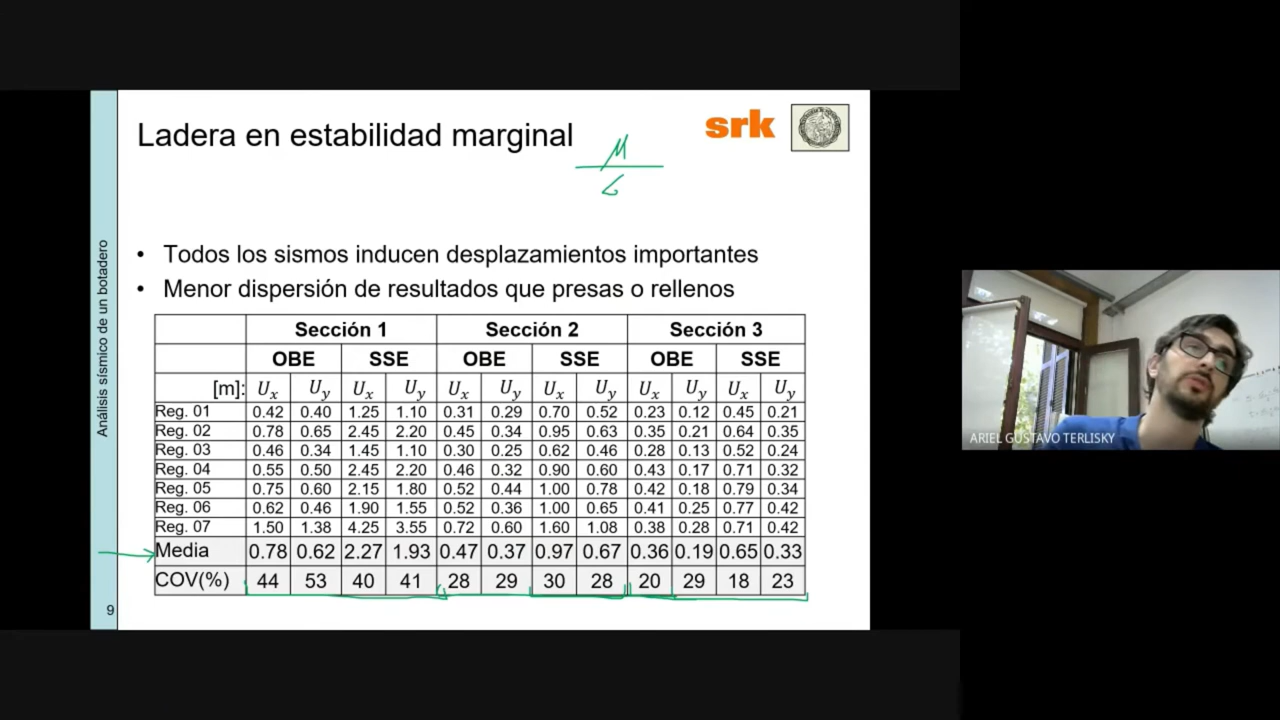 Ladera en estabilidad marginal
srk
Análisis sísmico de un botadero
• Todos los sismos inducen desplazamientos importantes
• Menor dispersión de resultados que presas o rellenos
Sección 1 Sección 2 Sección 3
OBE SSE OBE SSE OBE SSE
[m]: Ux Uy Ux Uy Ux Uy Ux Uy Ux Uy Ux Uy
Reg. 01 0.42 0.40 1.25 1.10 0.31 0.29 0.70 0.52 0.23 0.12 0.45 0.21
Reg. 02 0.78 0.65 2.45 2.20 0.45 0.34 0.95 0.63 0.35 0.21 0.64 0.35
Reg. 03 0.46 0.34 1.45 1.10 0.30 0.25 0.62 0.46 0.28 0.13 0.52 0.24
Reg. 04 0.55 0.50 2.45 2.20 0.46 0.32 0.90 0.60 0.43 0.17 0.71 0.32
Reg. 05 0.75 0.60 2.15 1.80 0.52 0.44 1.00 0.78 0.42 0.18 0.79 0.34
Reg. 06 0.62 0.46 1.90 1.55 0.52 0.36 1.00 0.65 0.41 0.25 0.77 0.42
Reg. 07 1.50 1.38 4.25 3.55 0.72 0.60 1.60 1.08 0.38 0.28 0.71 0.42
Media 0.78 0.62 2.27 1.93 0.47 0.37 0.97 0.67 0.36 0.19 0.65 0.33
COV(%) 44 53 40 41 28 29 30 28 20 29 18 23
9
ARIEL GUSTAVO TERLISKY